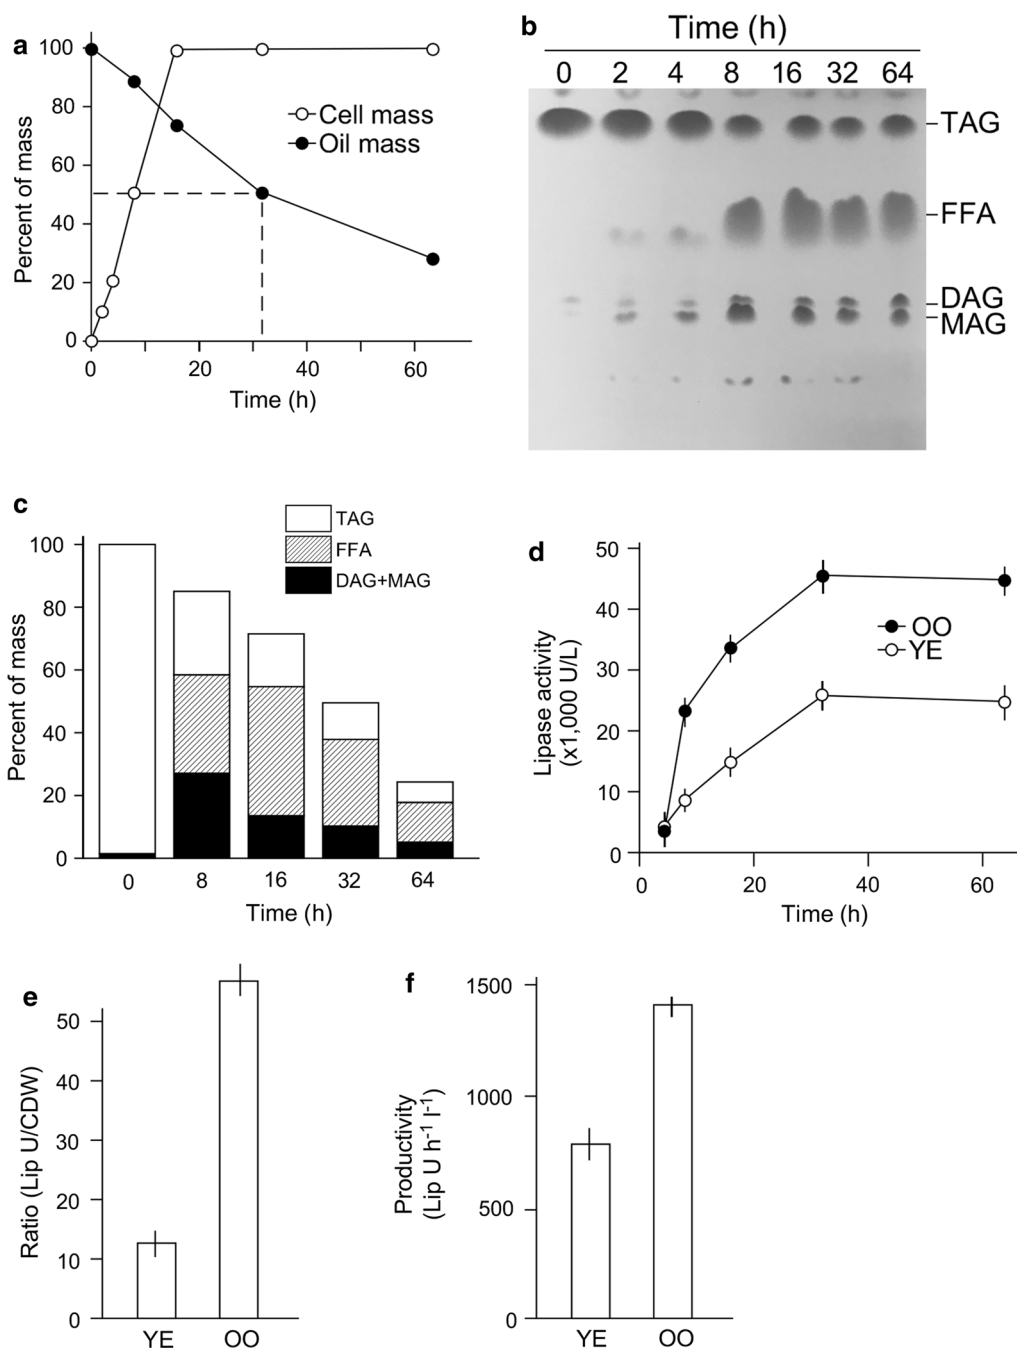 a
100
80
60
40
20
0
Percent of mass
Cell mass
Oil mass
0
20
40
60
Time (h)
b
Time (h)
0 2 4 8 16 32 64
TAG
FFA
DAG
MAG
c
TAG
FFA
DAG+MAG
100
80
60
40
20
0
Percent of mass
0 8 16 32 64
Time (h)
d
50
40
30
20
10
0
Lipase activity
(x1,000 U/L)
OO
YE
0 20 40 60
Time (h)
e
50
40
30
20
10
0
Ratio (Lip U/CDW)
YE OO
f
1500
1000
500
0
Productivity
(Lip U h⁻¹ l⁻¹)
YE OO